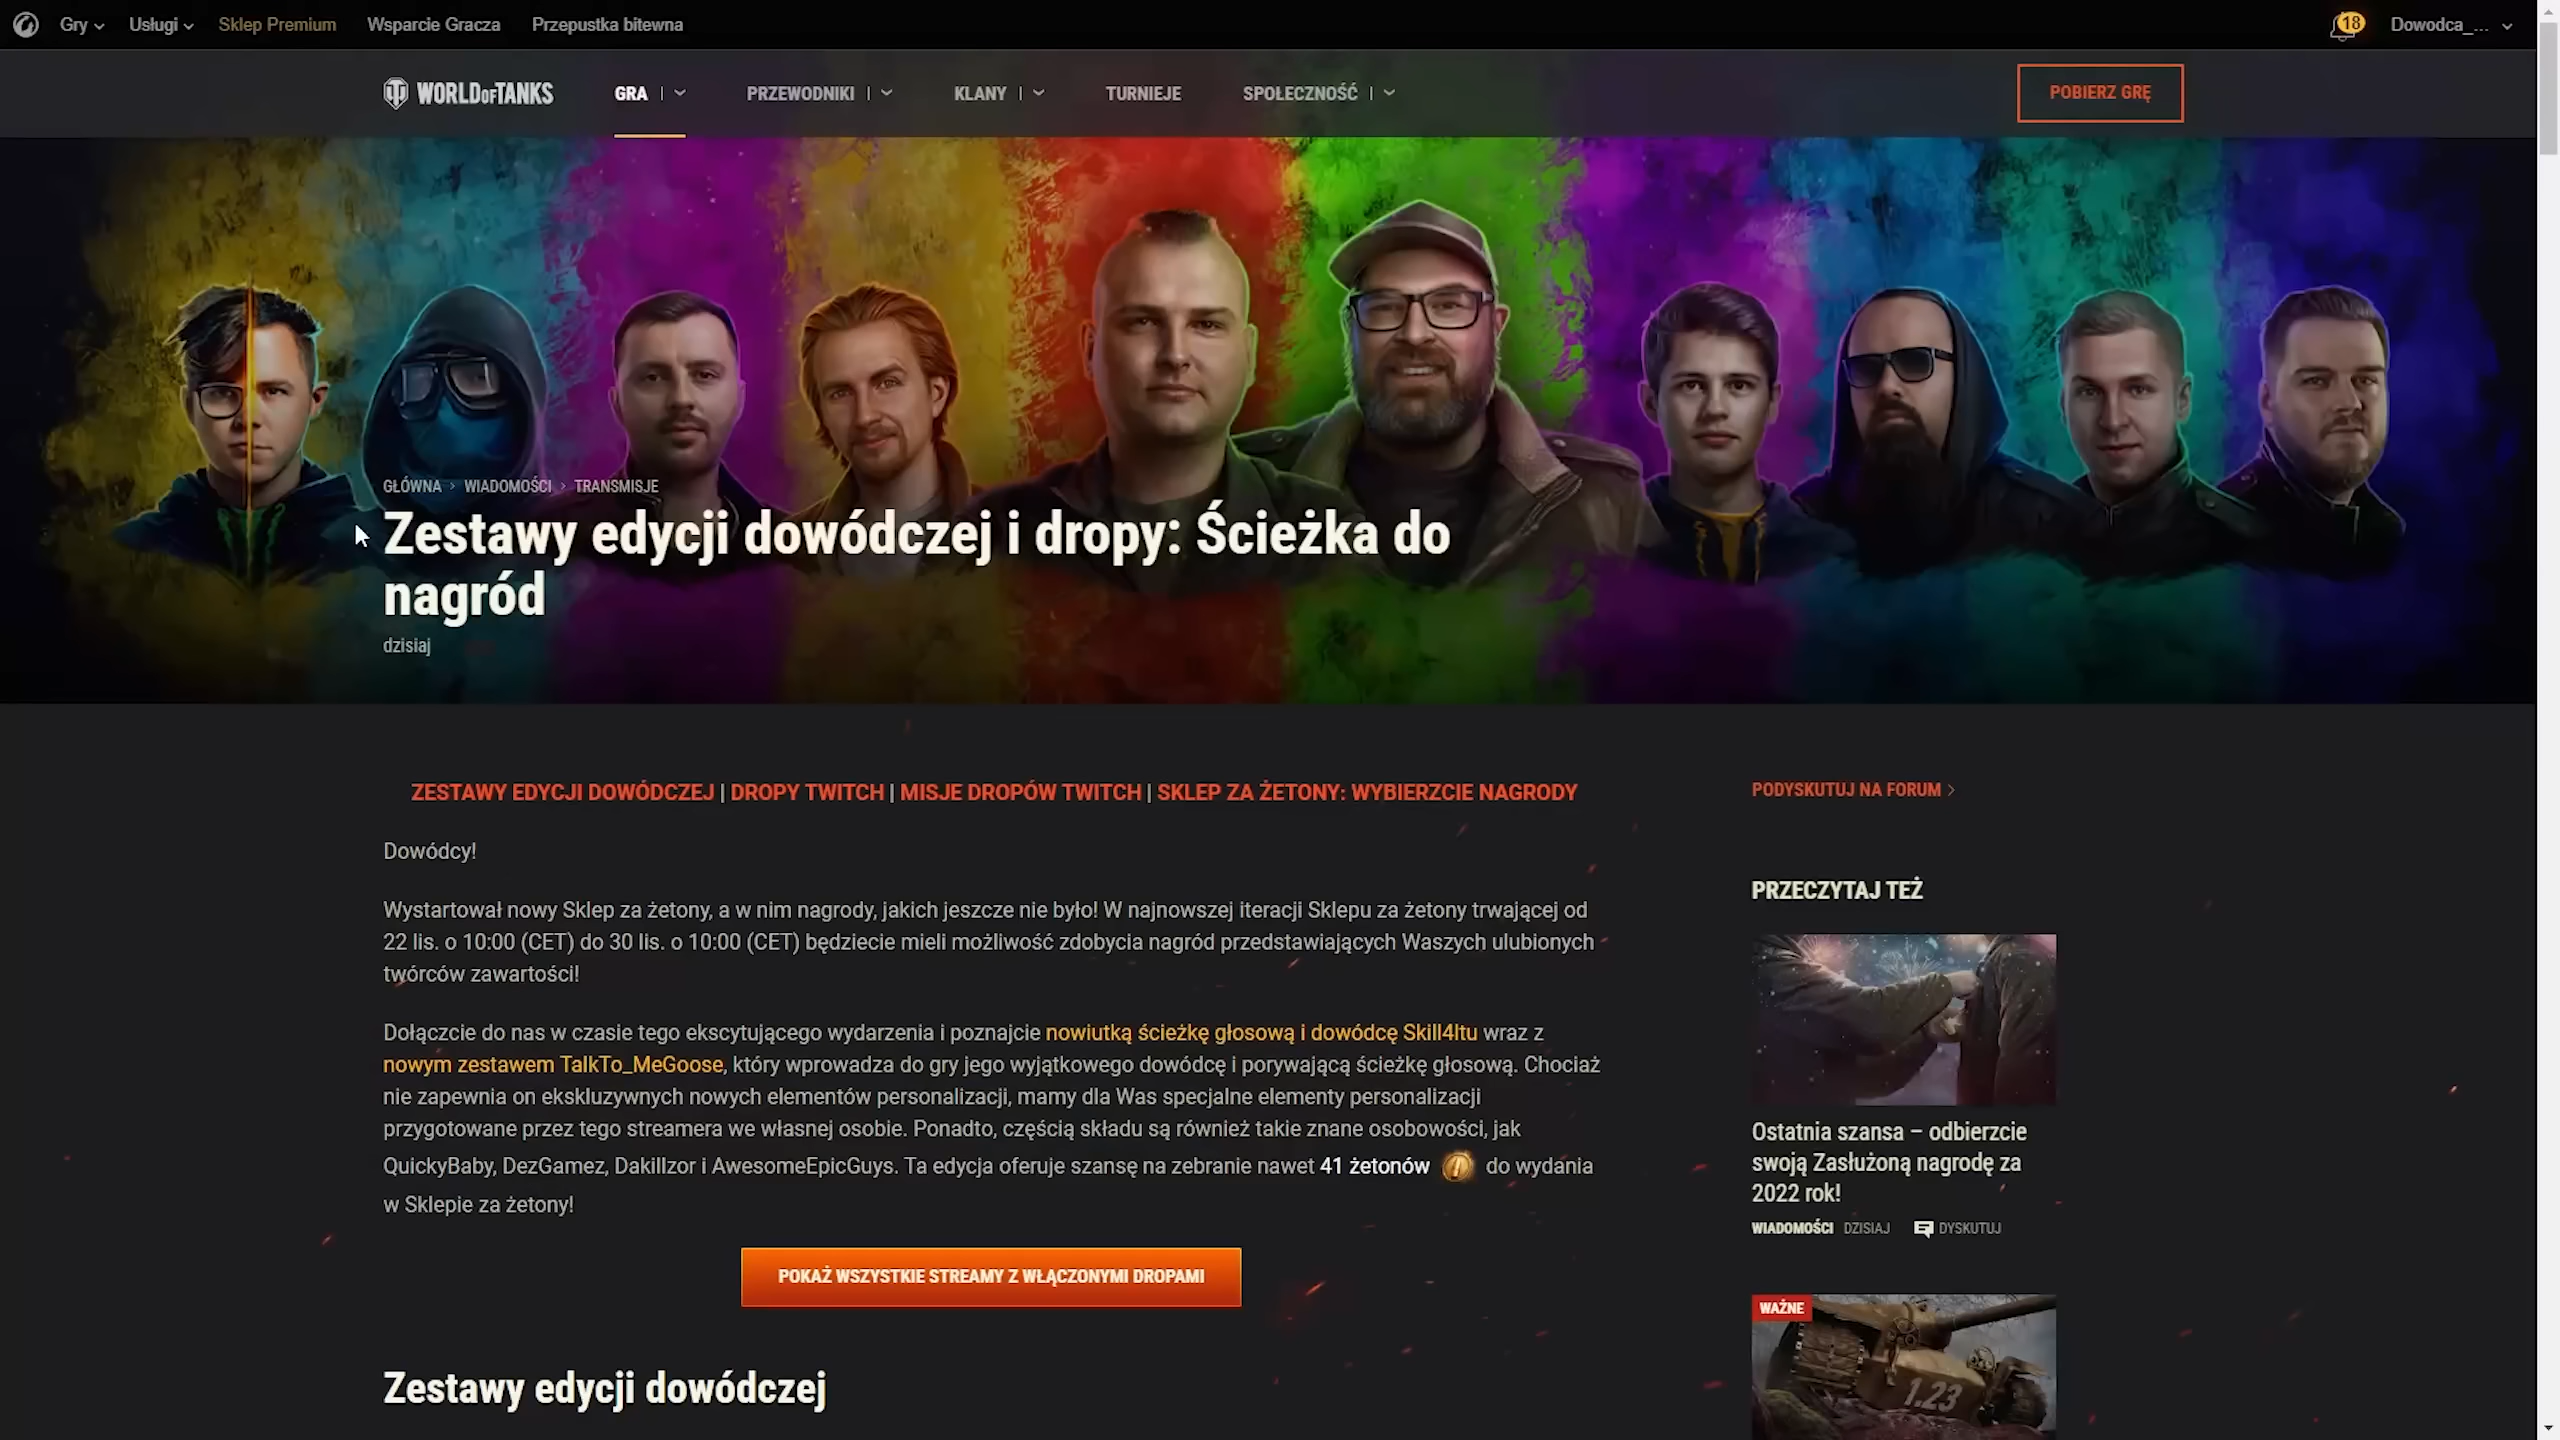 Gry
Usługi
Sklep Premium
Wsparcie Gracza
Przepustka bitewna
18
Dowodca_...
WORLD OF TANKS
GRA
PRZEWODNIKI
KLANY
TURNIEJE
SPOŁECZNOŚĆ
POBIERZ GRĘ
GŁÓWNA > WIADOMOŚCI > TRANSMISJE
Zestawy edycji dowódczej i dropy: Ścieżka do
nagród
dzisiaj
ZESTAWY EDYCJI DOWÓDCZEJ | DROPY TWITCH | MISJE DROPÓW TWITCH | SKLEP ZA ŻETONY: WYBIERZCIE NAGRODY
Dowódcy!
Wystartował nowy Sklep za żetony, a w nim nagrody, jakich jeszcze nie było! W najnowszej iteracji Sklepu za żetony trwającej od
22 lis. o 10:00 (CET) do 30 lis. o 10:00 (CET) będziecie mieli możliwość zdobycia nagród przedstawiających Waszych ulubionych
twórców zawartości!
Dołączcie do nas w czasie tego ekscytującego wydarzenia i poznajcie nowiutką ścieżkę głosową i dowódcę Skill4ltu wraz z
nowym zestawem TalkTo_MeGoose, który wprowadza do gry jego wyjątkowego dowódcę i porywającą ścieżkę głosową. Chociaż
nie zapewnia on ekskluzywnych nowych elementów personalizacji, mamy dla Was specjalne elementy personalizacji
przygotowane przez tego streamera we własnej osobie. Ponadto, częścią składu są również takie znane osobowości, jak
QuickyBaby, DezGamez, Dakillzor i AwesomeEpicGuys. Ta edycja oferuje szansę na zebranie nawet 41 żetonów do wydania
w Sklepie za żetony!
POKAŻ WSZYSTKIE STREAMY Z WŁĄCZONYMI DROPAMI
Zestawy edycji dowódczej
PODYSKUTUJ NA FORUM >
PRZECZYTAJ TEŻ
Ostatnia szansa – odbierzcie
swoją Zasłużoną nagrodę za
2022 rok!
WIADOMOŚCI DZISIAJ DYSKUTUJ
WAŻNE
1.23